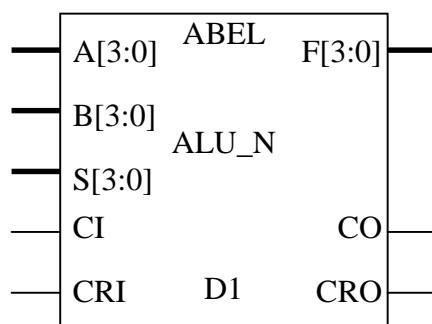 ABEL
A[3:0] F[3:0]
B[3:0]
ALU_N
S[3:0]
CI CO
CRI D1 CRO